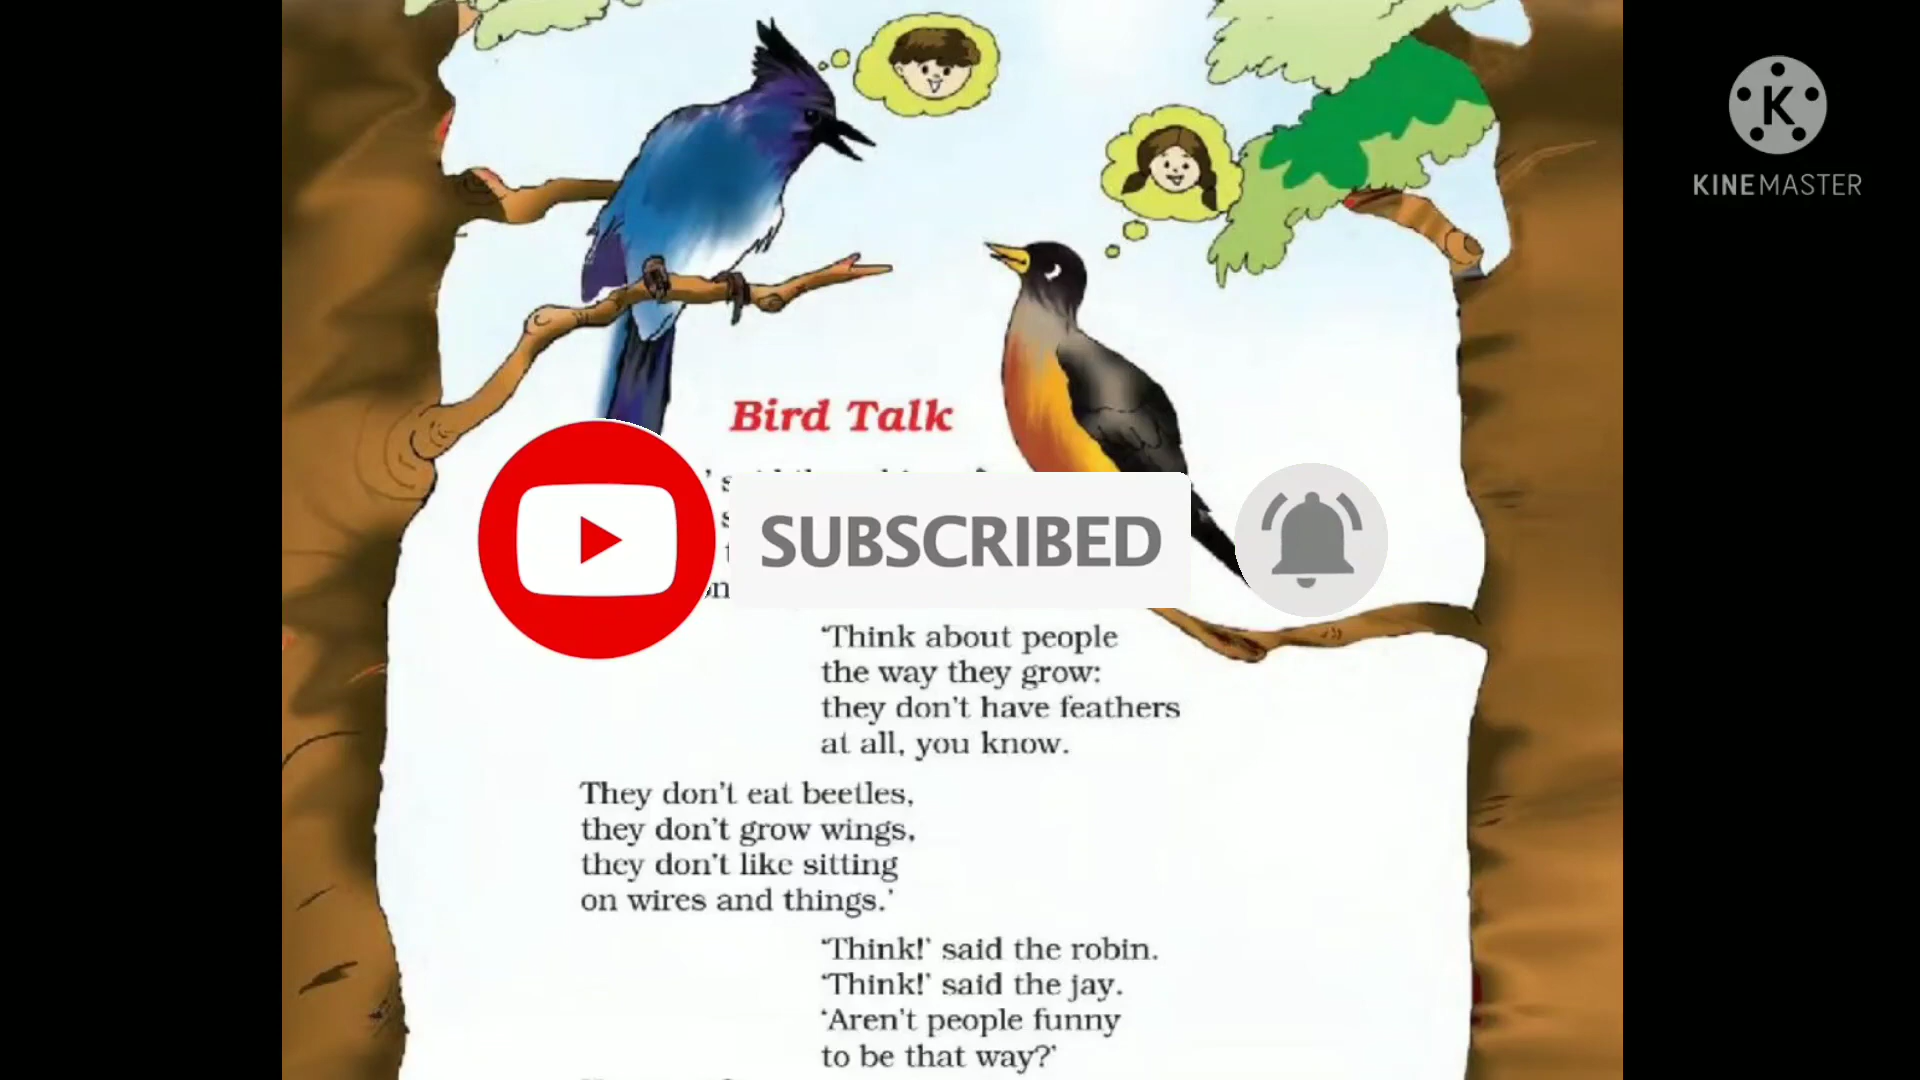 KINEMASTER
Bird Talk
SUBSCRIBED
‘Think about people
the way they grow:
they don't have feathers
at all, you know.
They don't eat beetles,
they don't grow wings,
they don't like sitting
on wires and things.’
‘Think!’ said the robin.
‘Think!’ said the jay.
‘Aren't people funny
to be that way?’